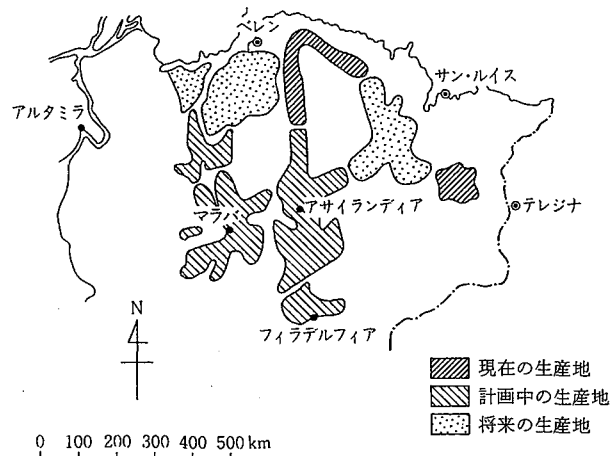 ベレン
サン・ルイス
アルタミラ
アサイランディア
テレジナ
マラバ
N
フィラデルフィア
現在の生産地
計画中の生産地
将来の生産地
0 100 200 300 400 500 km